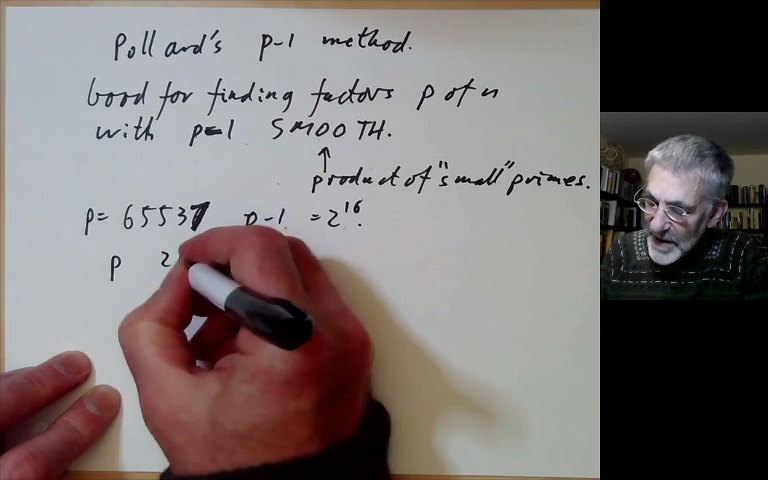 Pollard's p-1 method.
Good for finding factors p of n
with p-1 SMOOTH.
↑
product of "small" primes.
p= 65537 p-1 = 2^16.
p 2